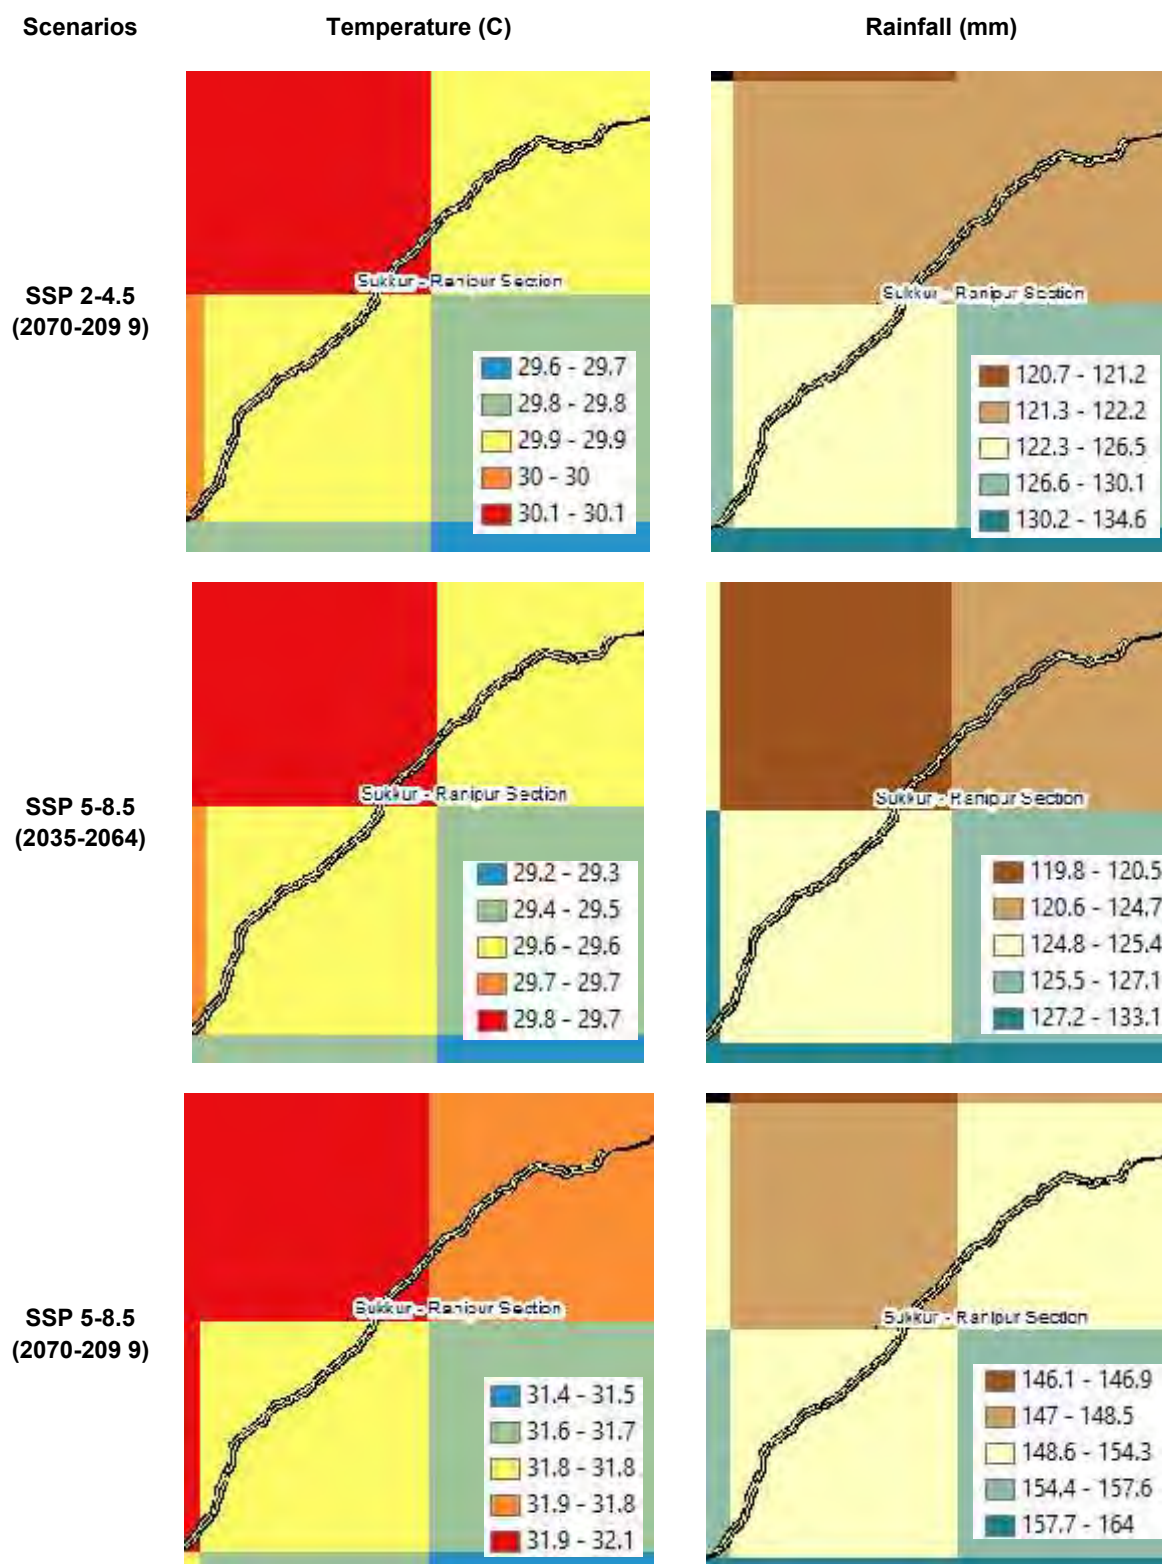 Scenarios Temperature (C) Rainfall (mm)
SSP 2-4.5
(2070-209 9)
Sukkur - Ranipur Section
29.6 - 29.7
29.8 - 29.8
29.9 - 29.9
30 - 30
30.1 - 30.1
Sukkur - Ranipur Section
120.7 - 121.2
121.3 - 122.2
122.3 - 126.5
126.6 - 130.1
130.2 - 134.6
SSP 5-8.5
(2035-2064)
Sukkur - Ranipur Section
29.2 - 29.3
29.4 - 29.5
29.6 - 29.6
29.7 - 29.7
29.8 - 29.7
Sukkur - Ranipur Section
119.8 - 120.5
120.6 - 124.7
124.8 - 125.4
125.5 - 127.1
127.2 - 133.1
SSP 5-8.5
(2070-209 9)
Sukkur - Ranipur Section
31.4 - 31.5
31.6 - 31.7
31.8 - 31.8
31.9 - 31.8
31.9 - 32.1
Sukkur - Ranipur Section
146.1 - 146.9
147 - 148.5
148.6 - 154.3
154.4 - 157.6
157.7 - 164